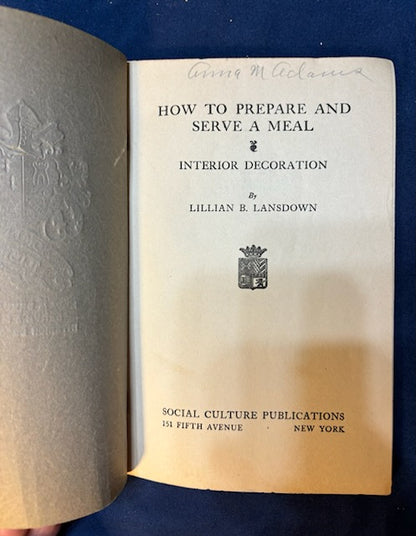 Anna M Adams
HOW TO PREPARE AND
SERVE A MEAL
INTERIOR DECORATION
By
LILLIAN B. LANSDOWN
SOCIAL CULTURE PUBLICATIONS
151 FIFTH AVENUE · NEW YORK